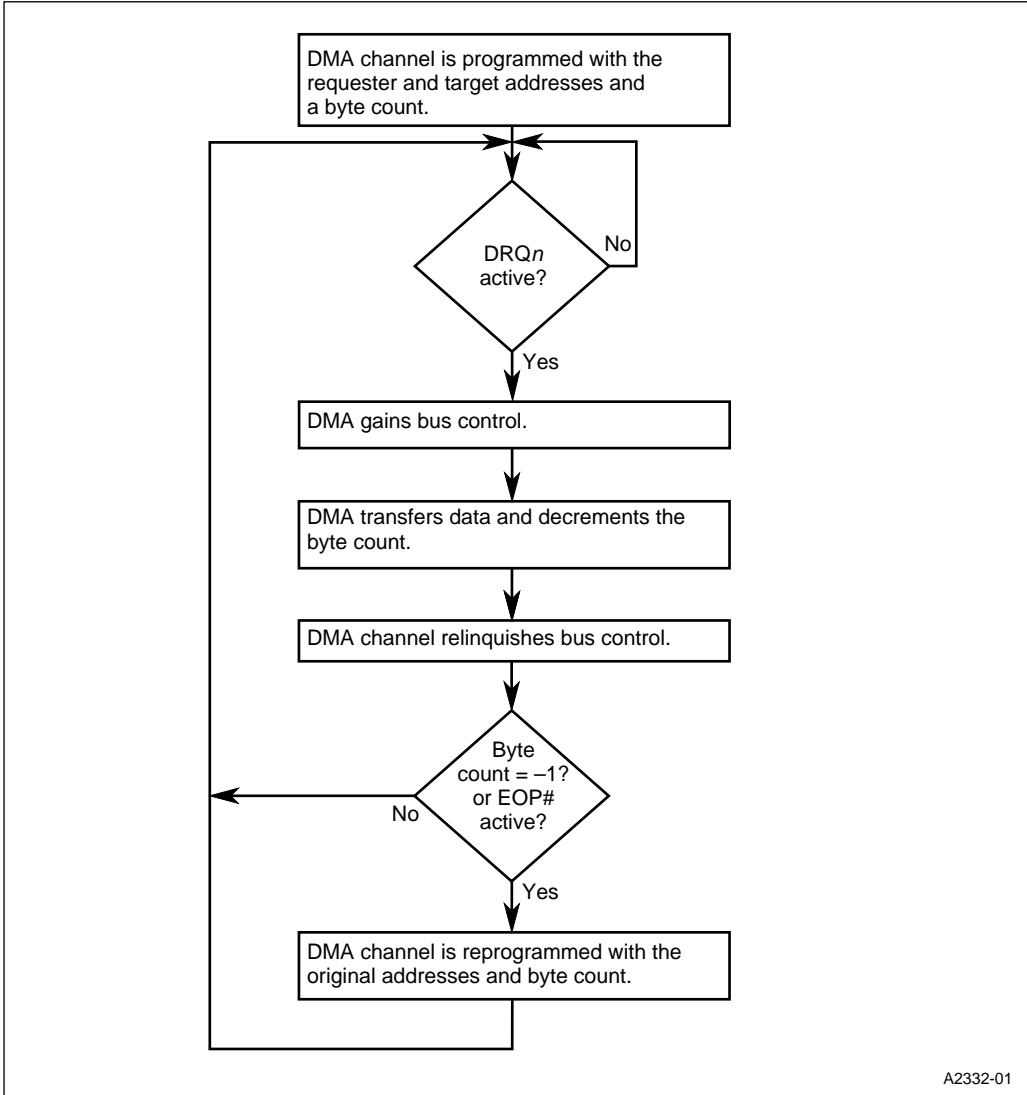 DMA channel is programmed with the
requester and target addresses and
a byte count.
DRQn
active?
No
Yes
DMA gains bus control.
DMA transfers data and decrements the
byte count.
DMA channel relinquishes bus control.
Byte
count = –1?
or EOP#
active?
No
Yes
DMA channel is reprogrammed with the
original addresses and byte count.
A2332-01